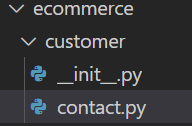 ecommerce
customer
__init__.py
contact.py